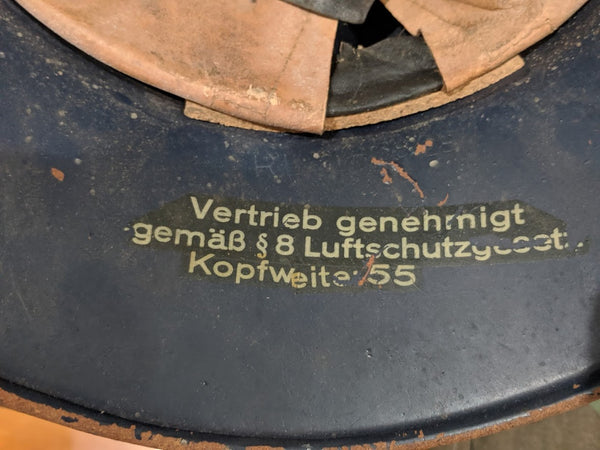 Vertrieb genehmigt
gemäß § 8 Luftschutzgesetz
Kopfweite: 55